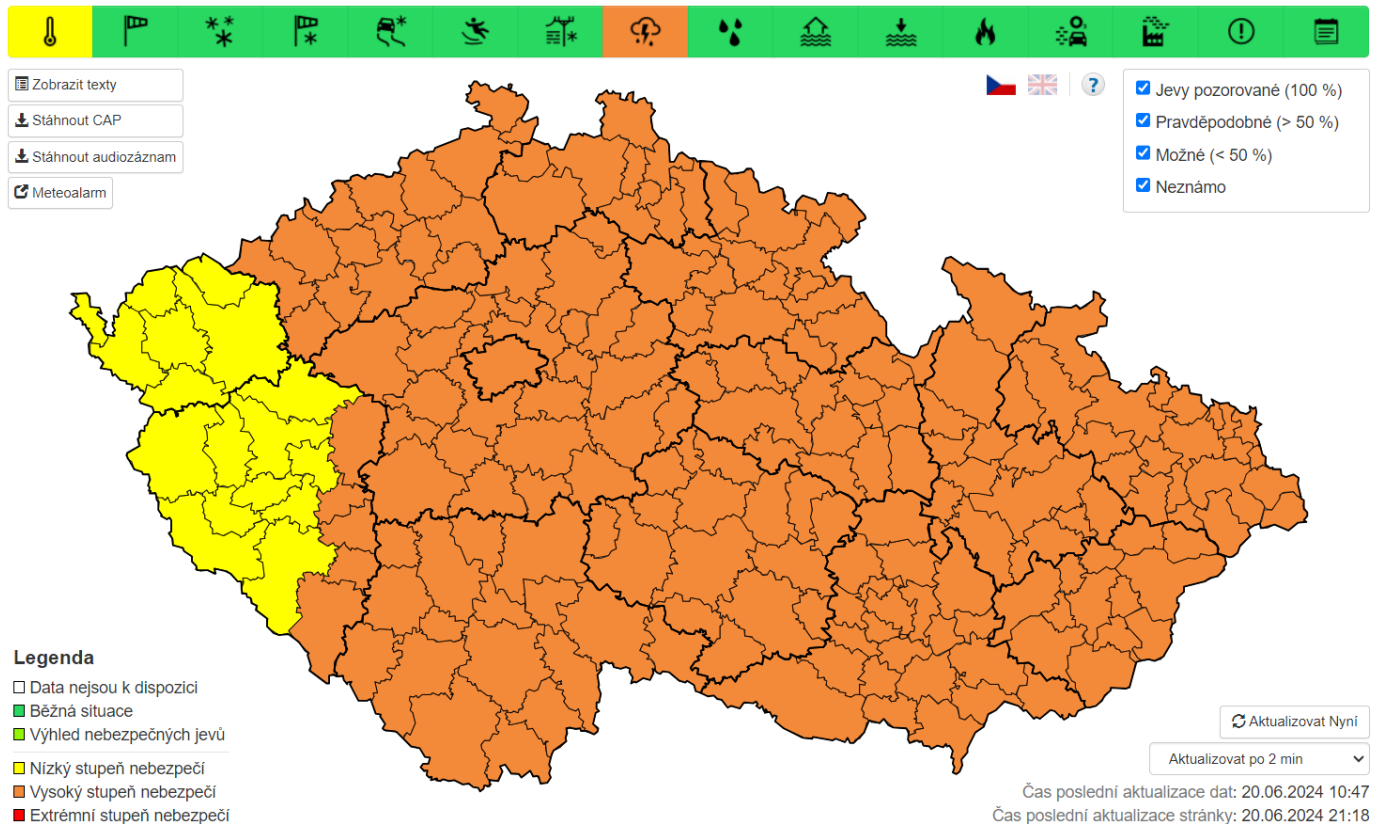 Zobrazit texty
Stáhnout CAP
Stáhnout audiozáznam
Meteoalarm
?
Jevy pozorované (100 %)
Pravděpodobné (> 50 %)
Možné (< 50 %)
Neznámo
Legenda
Data nejsou k dispozici
Běžná situace
Výhled nebezpečných jevů
Nízký stupeň nebezpečí
Vysoký stupeň nebezpečí
Extrémní stupeň nebezpečí
Aktualizovat Nyní
Aktualizovat po 2 min
Čas poslední aktualizace dat: 20.06.2024 10:47
Čas poslední aktualizace stránky: 20.06.2024 21:18